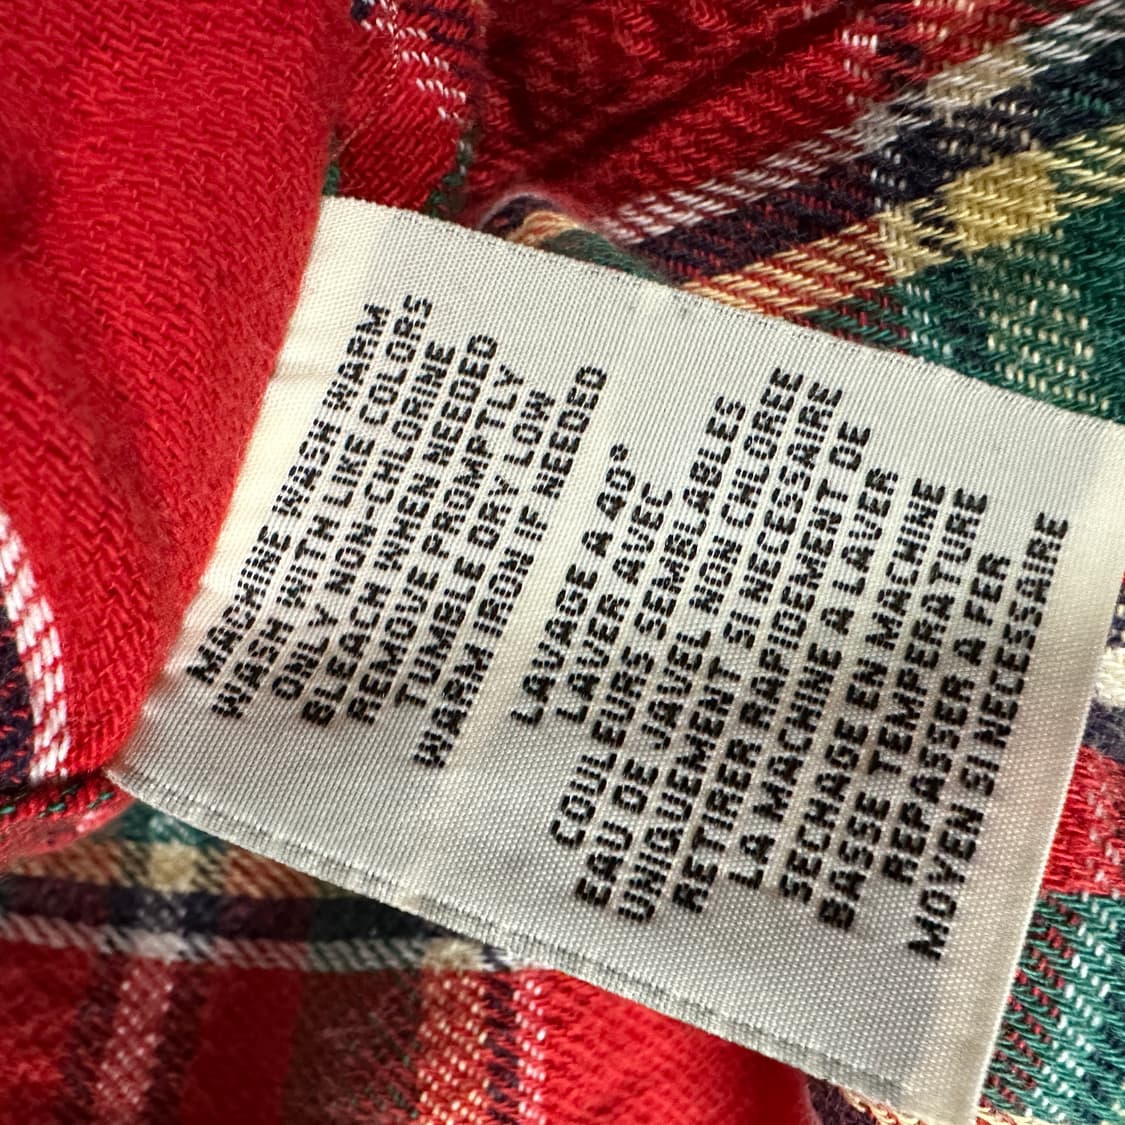 MACHINE WASH WARM
WASH WITH LIKE COLORS
ONLY NON-CHLORINE
BLEACH WHEN NEEDED
REMOVE PROMPTLY
TUMBLE DRY LOW
WARM IRON IF NEEDED
LAVAGE A 40°
LAVER AVEC
COULEURS SEMBLABLES
EAU DE JAVEL NON CHLOREE
UNIQUEMENT SI NECESSAIRE
RETIRER RAPIDEMENT DE
LA MACHINE A LAVER
SECHAGE EN MACHINE
BASSE TEMPERATURE
REPASSER A FER
MOYEN SI NECESSAIRE